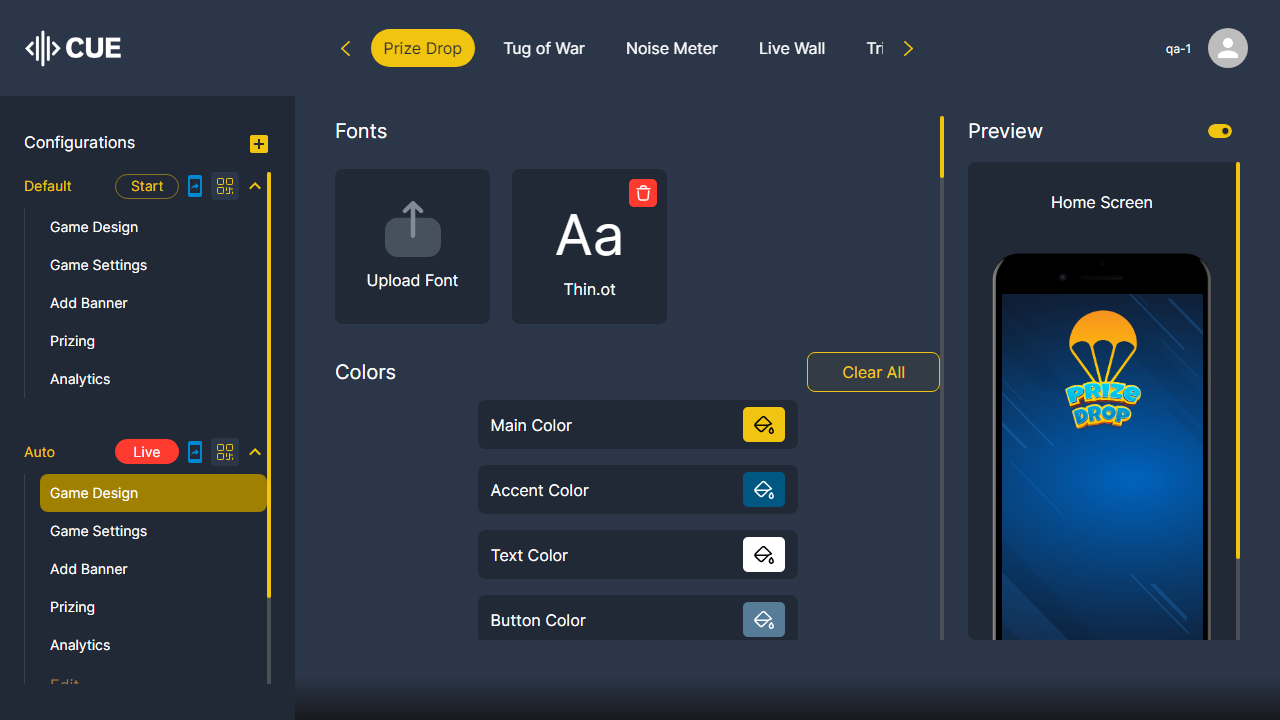 CUE
Prize Drop
Tug of War
Noise Meter
Live Wall
Tri
qa-1
Configurations
Default
Start
Game Design
Game Settings
Add Banner
Prizing
Analytics
Auto
Live
Game Design
Game Settings
Add Banner
Prizing
Analytics
Edit
Fonts
Upload Font
Aa
Thin.ot
Colors
Clear All
Main Color
Accent Color
Text Color
Button Color
Preview
Home Screen
PRIZE
DROP